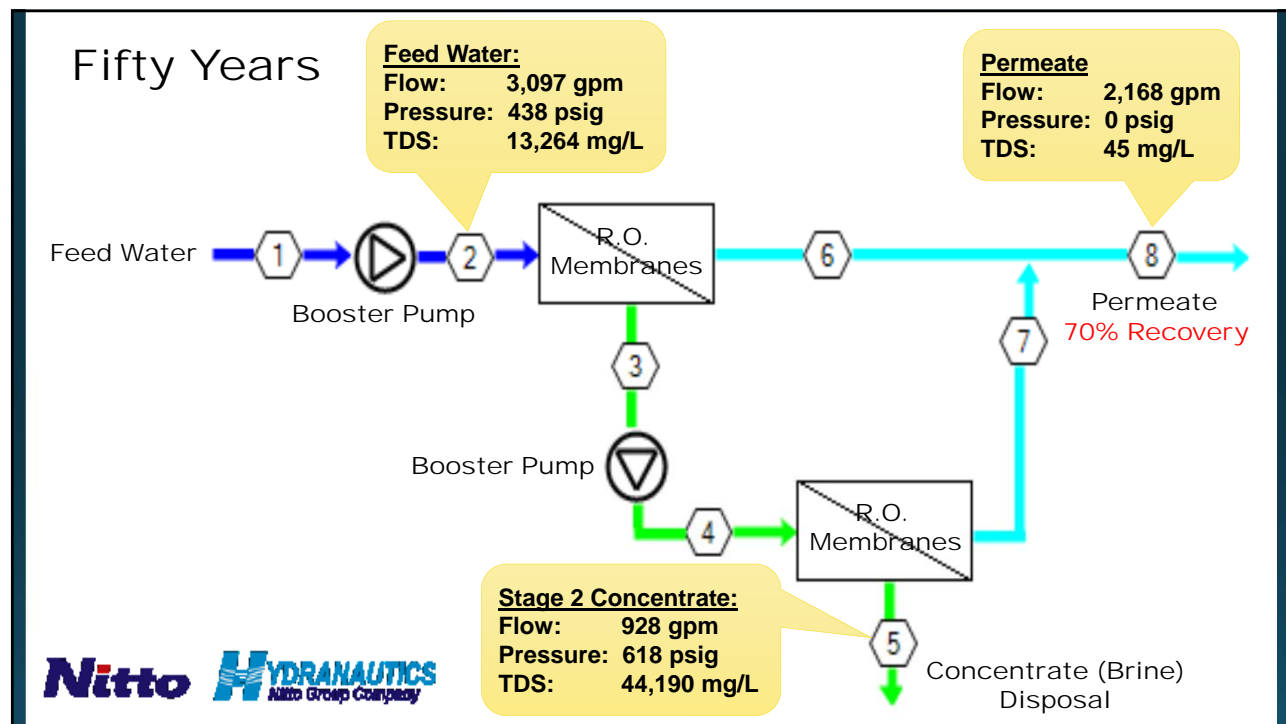 Fifty Years
Feed Water:
Flow: 3,097 gpm
Pressure: 438 psig
TDS: 13,264 mg/L
Permeate
Flow: 2,168 gpm
Pressure: 0 psig
TDS: 45 mg/L
Feed Water
1
2
R.O.
Membranes
6
8
Booster Pump
Permeate
70% Recovery
3
7
Booster Pump
4
R.O.
Membranes
Stage 2 Concentrate:
Flow: 928 gpm
Pressure: 618 psig
TDS: 44,190 mg/L
5
Concentrate (Brine)
Disposal
Nitto
HYDRANAUTICS
Nitto Group Company